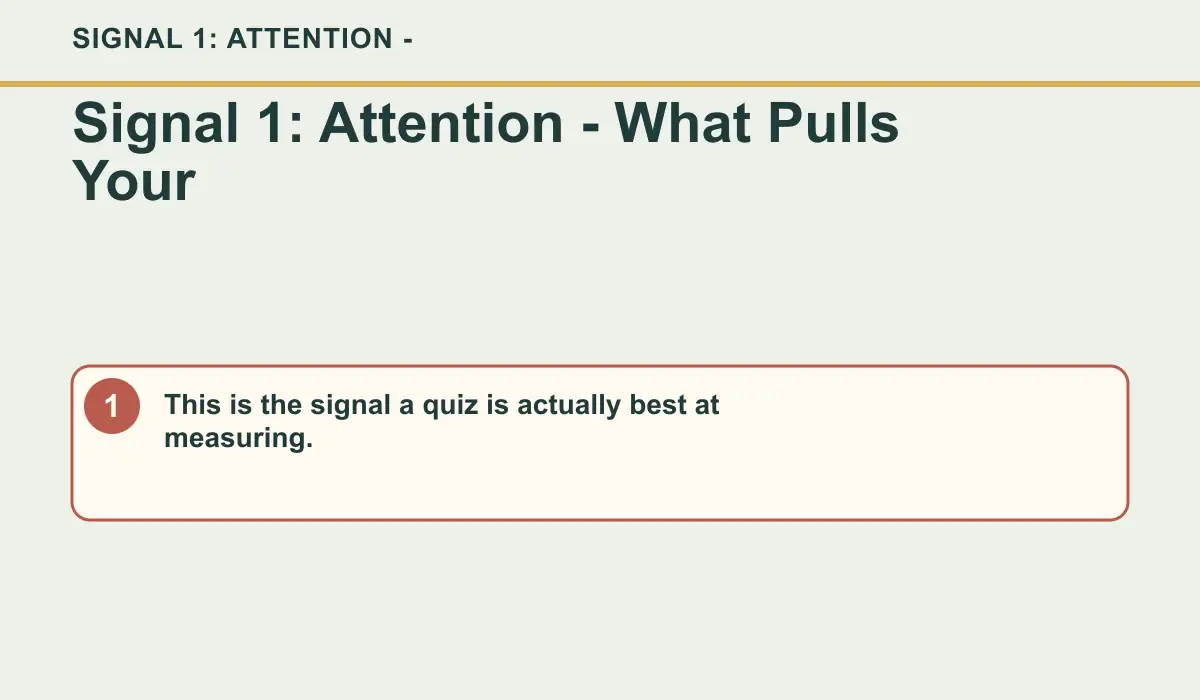 SIGNAL 1: ATTENTION -
Signal 1: Attention - What Pulls
Your
1
This is the signal a quiz is actually best at
measuring.